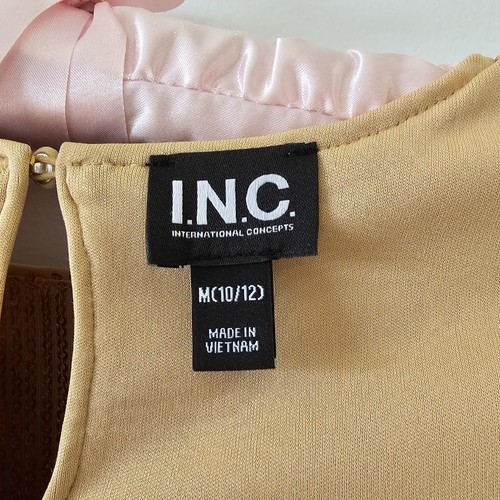 I.N.C.
INTERNATIONAL CONCEPTS
M(10/12)
MADE IN
VIETNAM